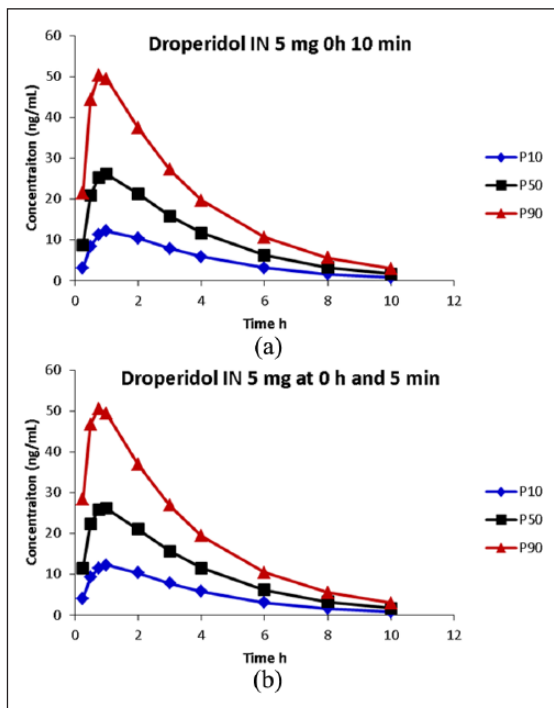 Droperidol IN 5 mg 0h 10 min
60
50
40
30
20
10
0
Concentraiton (ng/mL)
0 2 4 6 8 10 12
Time h
P10
P50
P90
(a)
Droperidol IN 5 mg at 0 h and 5 min
60
50
40
30
20
10
0
Concentraiton (ng/mL)
0 2 4 6 8 10 12
Time h
P10
P50
P90
(b)